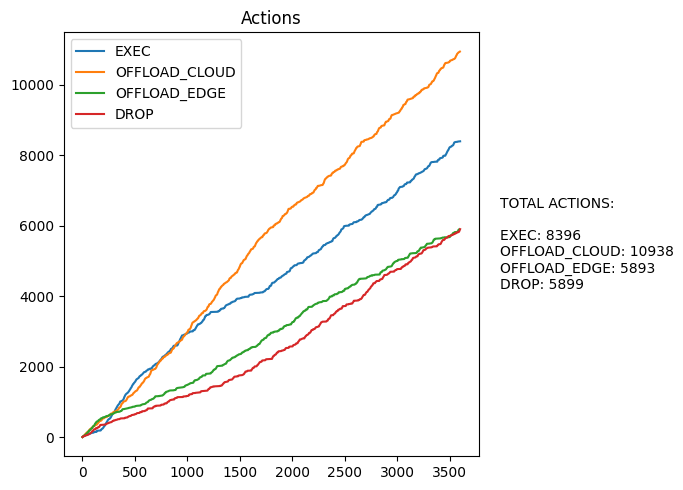 Actions
EXEC
OFFLOAD_CLOUD
OFFLOAD_EDGE
DROP
10000
8000
6000
4000
2000
0
0 500 1000 1500 2000 2500 3000 3500
TOTAL ACTIONS:
EXEC: 8396
OFFLOAD_CLOUD: 10938
OFFLOAD_EDGE: 5893
DROP: 5899